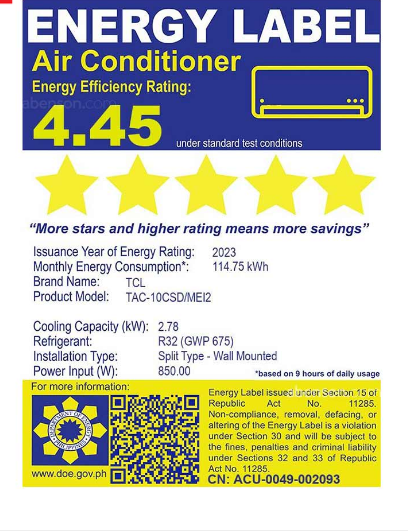 ENERGY LABEL
Air Conditioner
Energy Efficiency Rating:
abenson.com
4.45
under standard test conditions
“More stars and higher rating means more savings”
Issuance Year of Energy Rating: 2023
Monthly Energy Consumption*: 114.75 kWh
Brand Name: TCL
Product Model: TAC-10CSD/MEI2
Cooling Capacity (kW): 2.78
Refrigerant: R32 (GWP 675)
Installation Type: Split Type - Wall Mounted
Power Input (W): 850.00
*based on 9 hours of daily usage
For more information:
www.doe.gov.ph
Energy Label issued under Section 15 of
Republic Act No. 11285.
Non-compliance, removal, defacing, or
altering of the Energy Label is a violation
under Section 30 and will be subject to
the fines, penalties and criminal liability
under Sections 32 and 33 of Republic
Act No. 11285.
CN: ACU-0049-002093